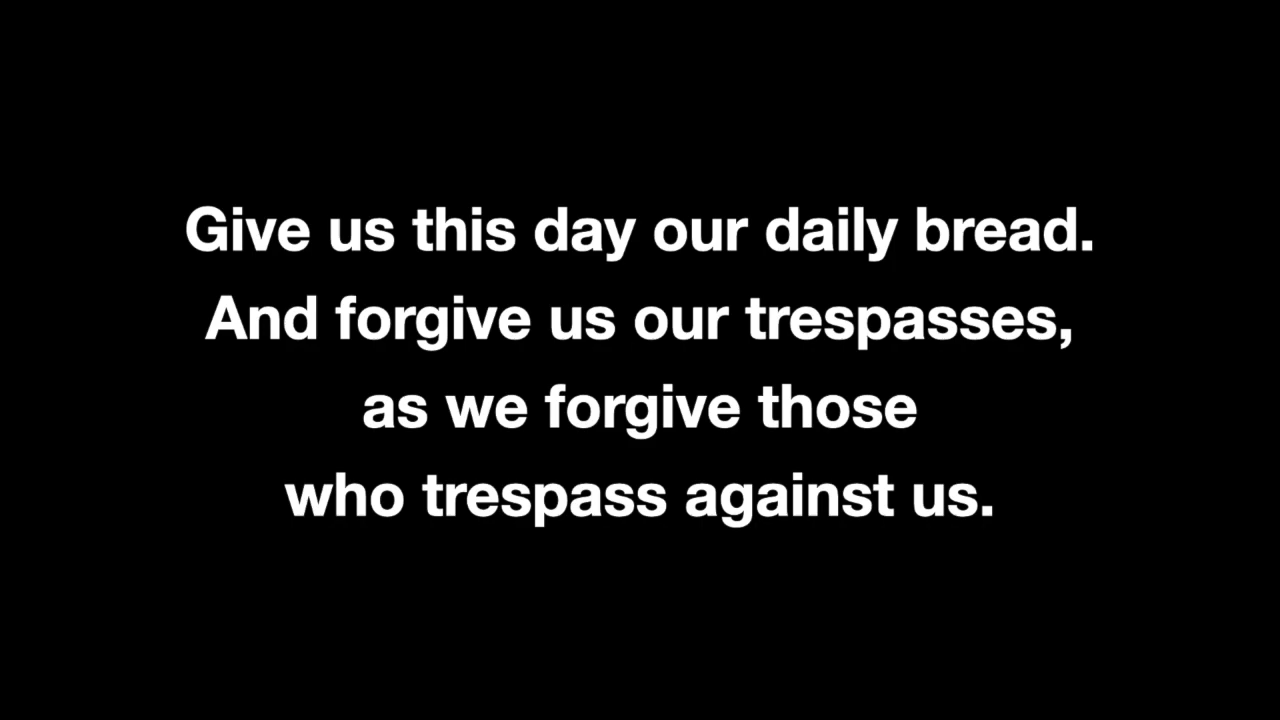 Give us this day our daily bread.
And forgive us our trespasses,
as we forgive those
who trespass against us.